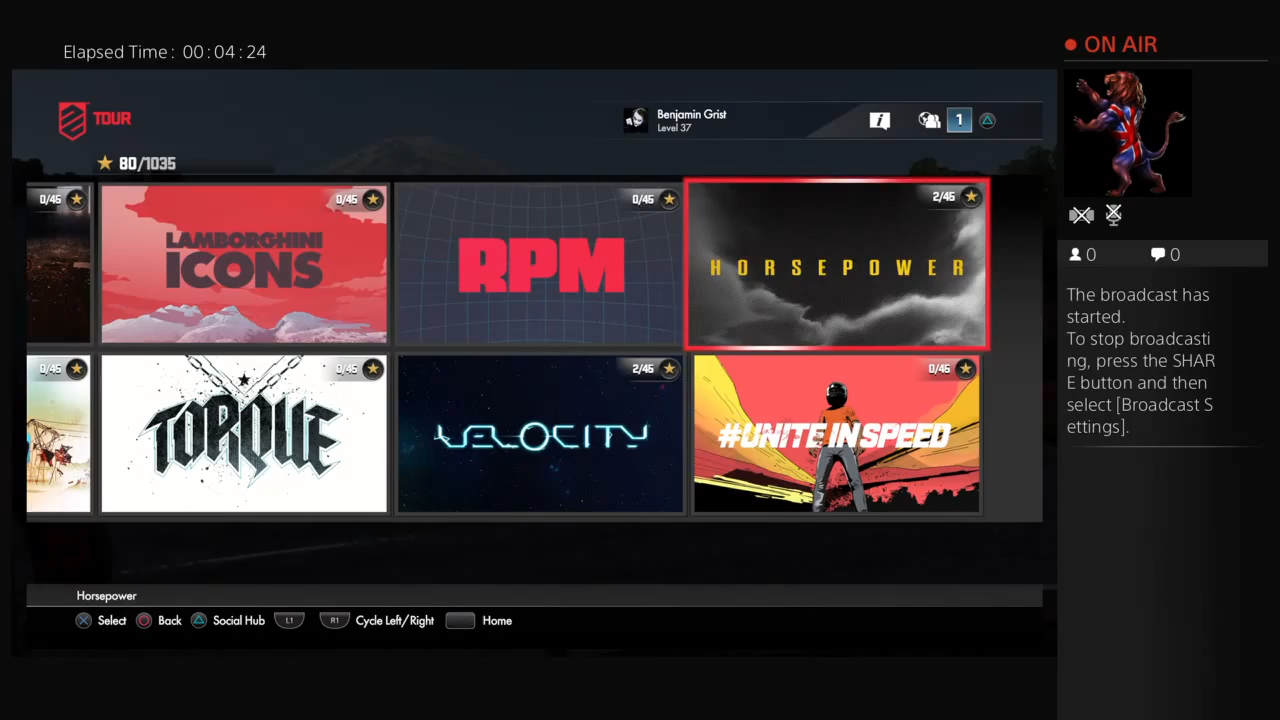 Elapsed Time: 00:04:24
ON AIR
TOUR
Benjamin Grist
Level 37
1
80/1035
0/45
0/45
LAMBORGHINI
ICONS
0/45
RPM
2/45
HORSEPOWER
0/45
0/45
TORQUE
2/45
VELOCITY
0/45
#UNITE IN SPEED
Horsepower
Select
Back
Social Hub
L1
R1
Cycle Left/Right
Home
0
0
The broadcast has
started.
To stop broadcasti
ng, press the SHAR
E button and then
select [Broadcast S
ettings].